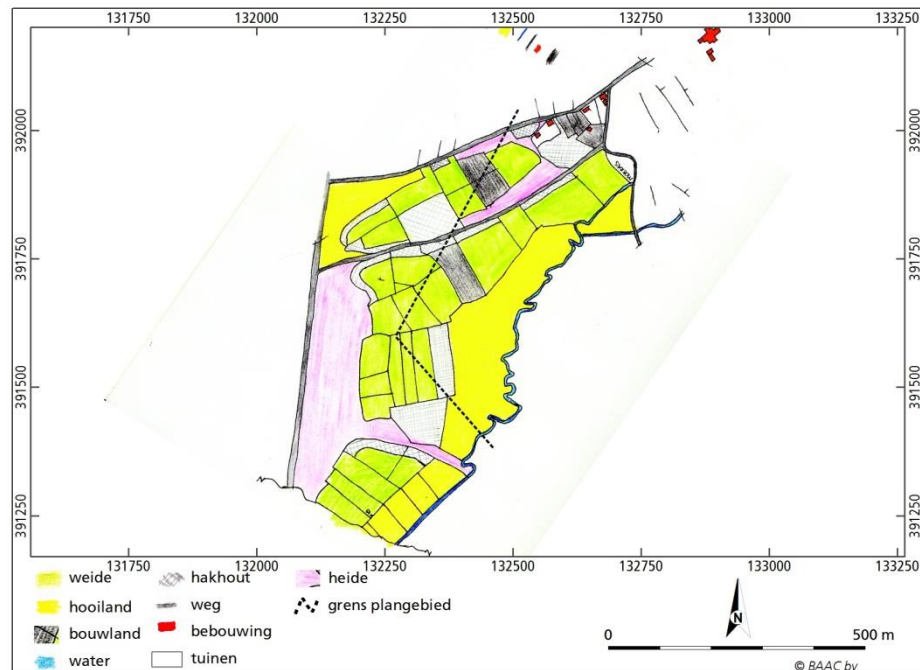 131750 132000 132250 132500 132750 133000 133250
392000 392000
391750 391750
391500 391500
391250 391250
131750 132000 132250 132500 132750 133000 133250
weide hakhout heide
hooiland weg grens plangebied
bouwland bebouwing
water tuinen
N
0 500 m
© BAAC bv